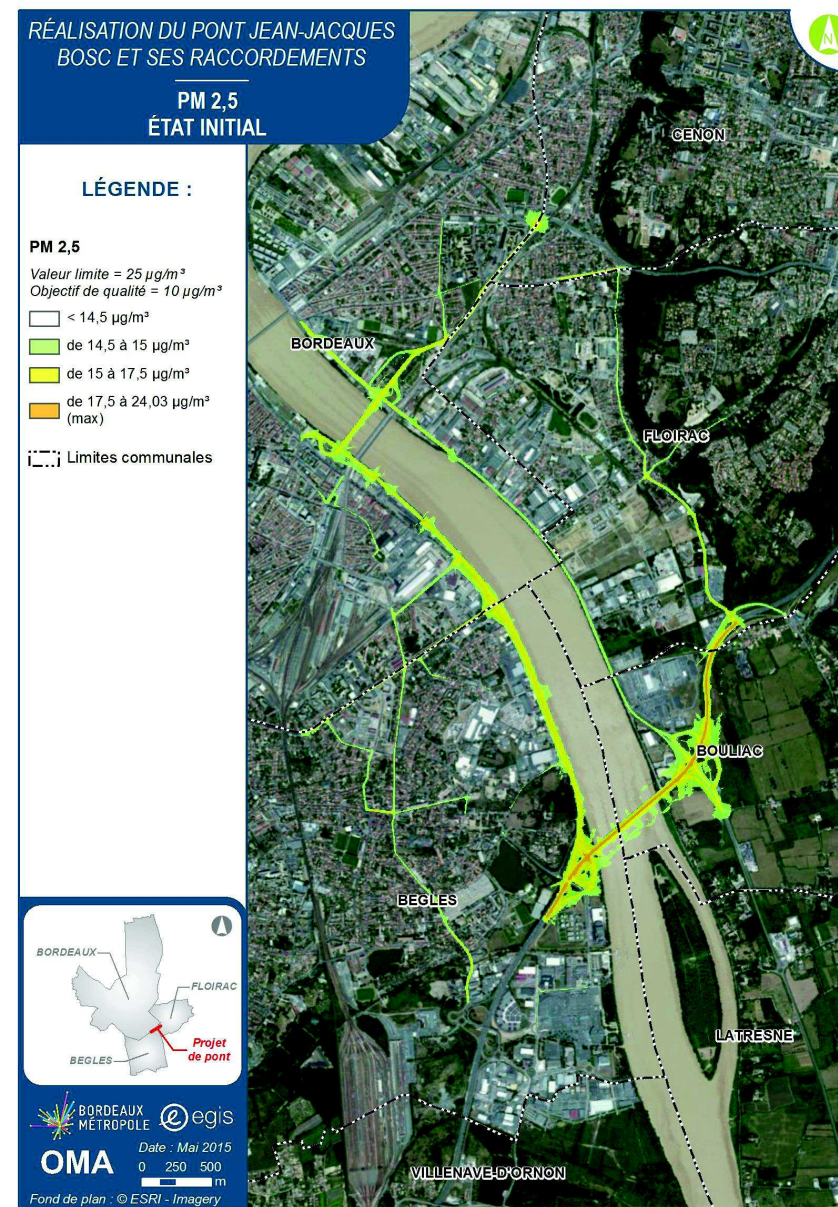 RÉALISATION DU PONT JEAN-JACQUES
BOSC ET SES RACCORDEMENTS
PM 2,5
ÉTAT INITIAL
N
LÉGENDE :
PM 2,5
Valeur limite = 25 µg/m³
Objectif de qualité = 10 µg/m³
< 14,5 µg/m³
de 14,5 à 15 µg/m³
de 15 à 17,5 µg/m³
de 17,5 à 24,03 µg/m³
(max)
Limites communales
CENON
BORDEAUX
FLOIRAC
BOULIAC
BEGLES
LATRESNE
VILLENAVE-D'ORNON
BORDEAUX
FLOIRAC
BEGLES
Projet
de pont
BORDEAUX
MÉTROPOLE
egis
OMA
Date : Mai 2015
0 250 500
m
Fond de plan : © ESRI - Imagery